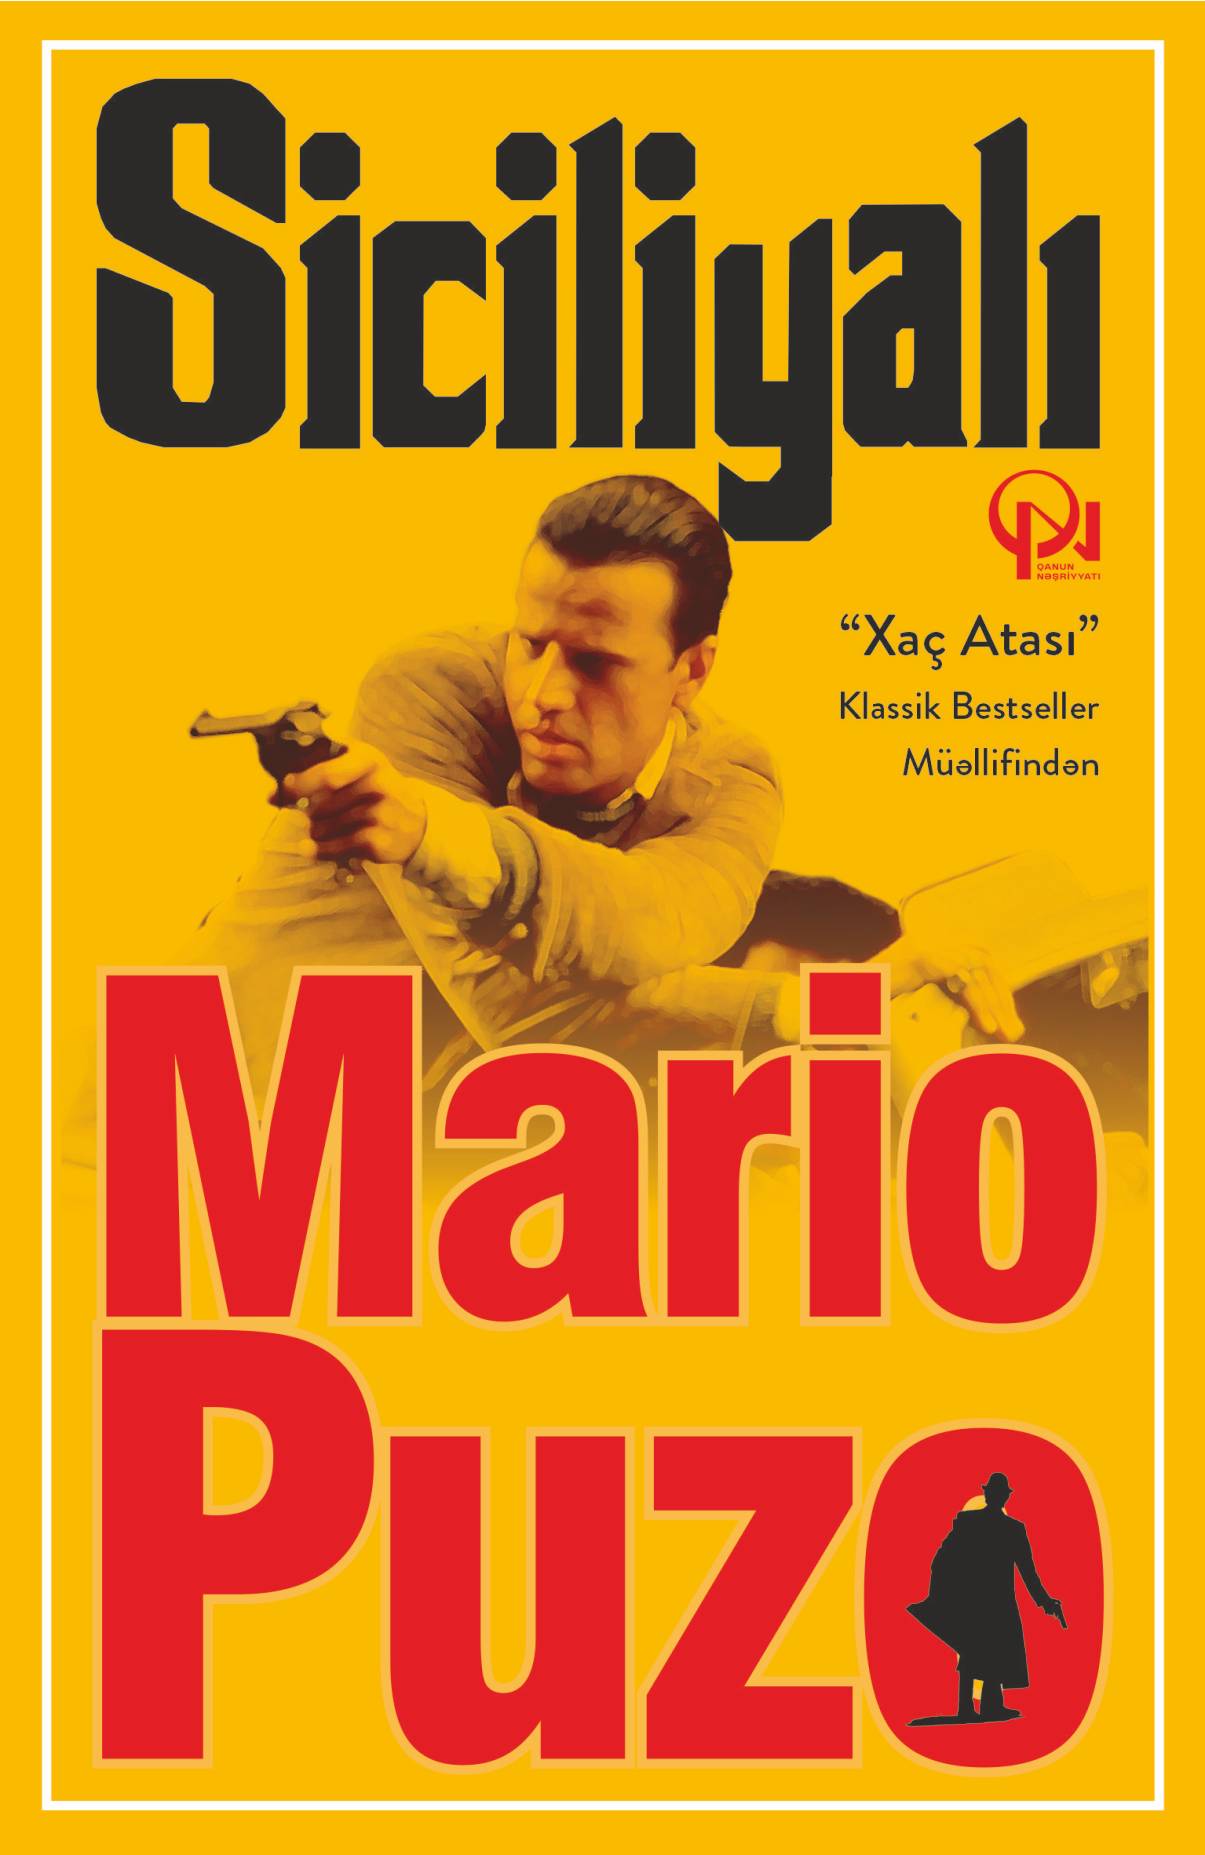 Siciliyalı
QANUN
NƏŞRİYYATI
“Xaç Atası”
Klassik Bestseller
Müəllifindən
Mario
Puzo